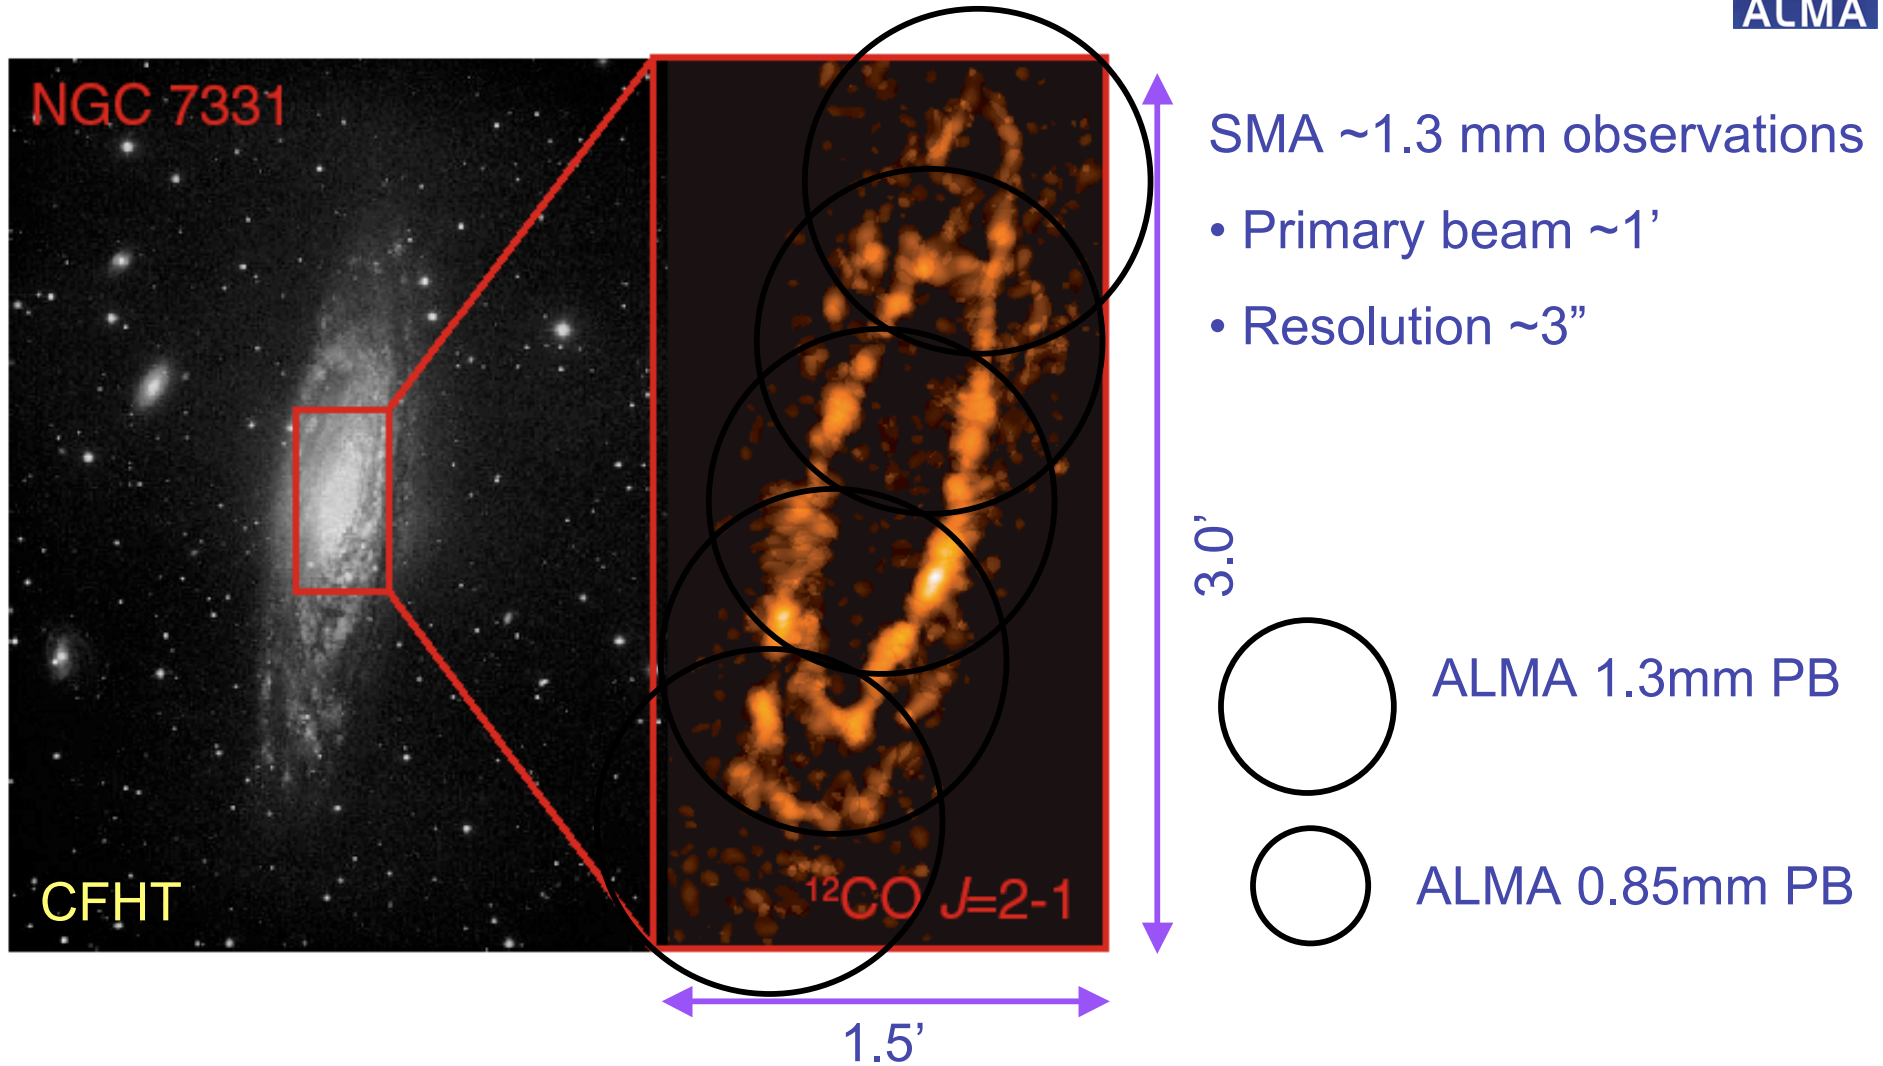 ALMA
NGC 7331
SMA ~1.3 mm observations
• Primary beam ~1’
• Resolution ~3”
3.0’
ALMA 1.3mm PB
ALMA 0.85mm PB
CFHT
¹²CO J=2-1
1.5’